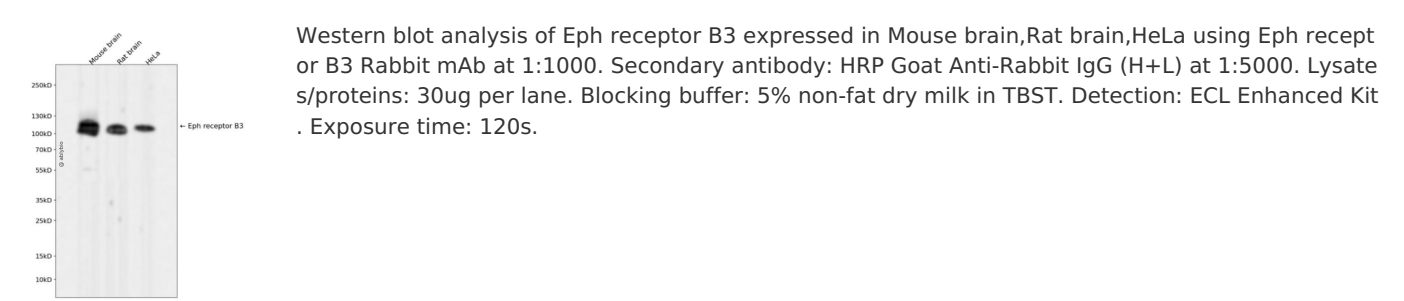 Mouse brain
Rat brain
HeLa
250kD
130kD
100kD
70kD
55kD
35kD
25kD
15kD
10kD
← Eph receptor B3
Western blot analysis of Eph receptor B3 expressed in Mouse brain,Rat brain,HeLa using Eph recept
or B3 Rabbit mAb at 1:1000. Secondary antibody: HRP Goat Anti-Rabbit IgG (H+L) at 1:5000. Lysate
s/proteins: 30ug per lane. Blocking buffer: 5% non-fat dry milk in TBST. Detection: ECL Enhanced Kit
. Exposure time: 120s.